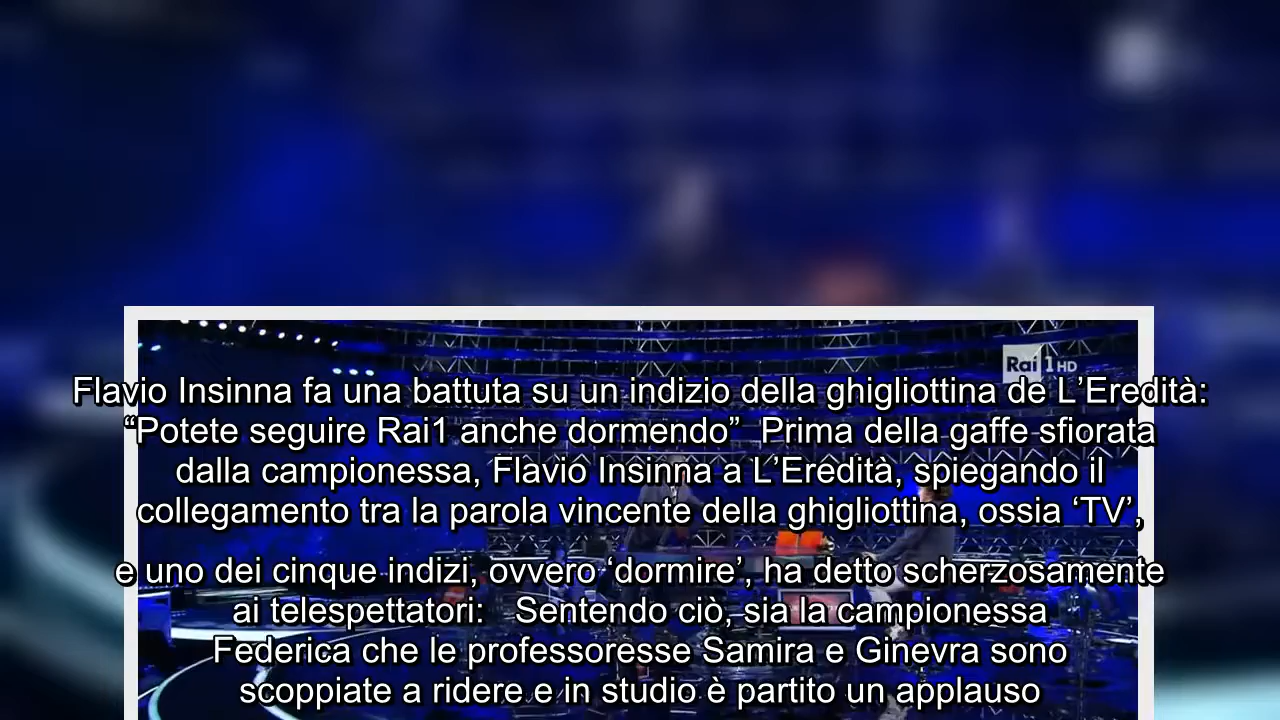 Rai 1 HD
Flavio Insinna fa una battuta su un indizio della ghigliottina de L’Eredità:
“Potete seguire Rai1 anche dormendo”  Prima della gaffe sfiorata
dalla campionessa, Flavio Insinna a L’Eredità, spiegando il
collegamento tra la parola vincente della ghigliottina, ossia ‘TV’,
e uno dei cinque indizi, ovvero ‘dormire’, ha detto scherzosamente
ai telespettatori:   Sentendo ciò, sia la campionessa
Federica che le professoresse Samira e Ginevra sono
scoppiate a ridere e in studio è partito un applauso